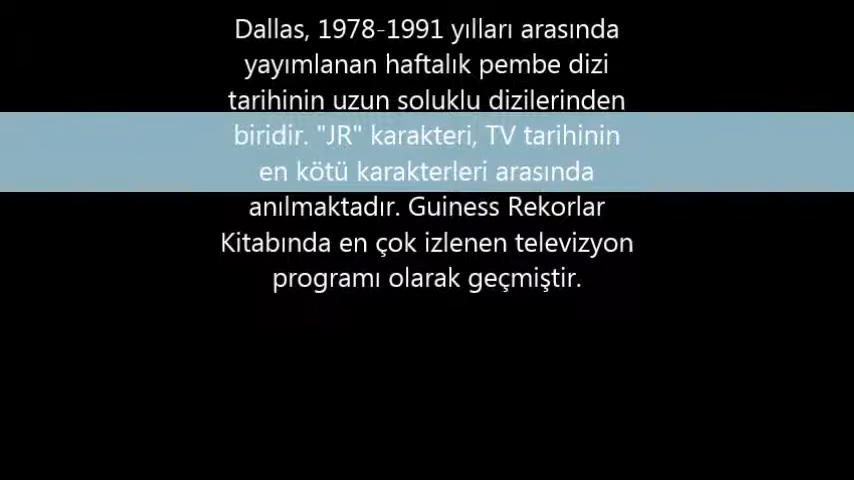 Dallas, 1978-1991 yılları arasında
yayımlanan haftalık pembe dizi
tarihinin uzun soluklu dizilerinden
biridir. "JR" karakteri, TV tarihinin
en kötü karakterleri arasında
anılmaktadır. Guiness Rekorlar
Kitabında en çok izlenen televizyon
programı olarak geçmiştir.